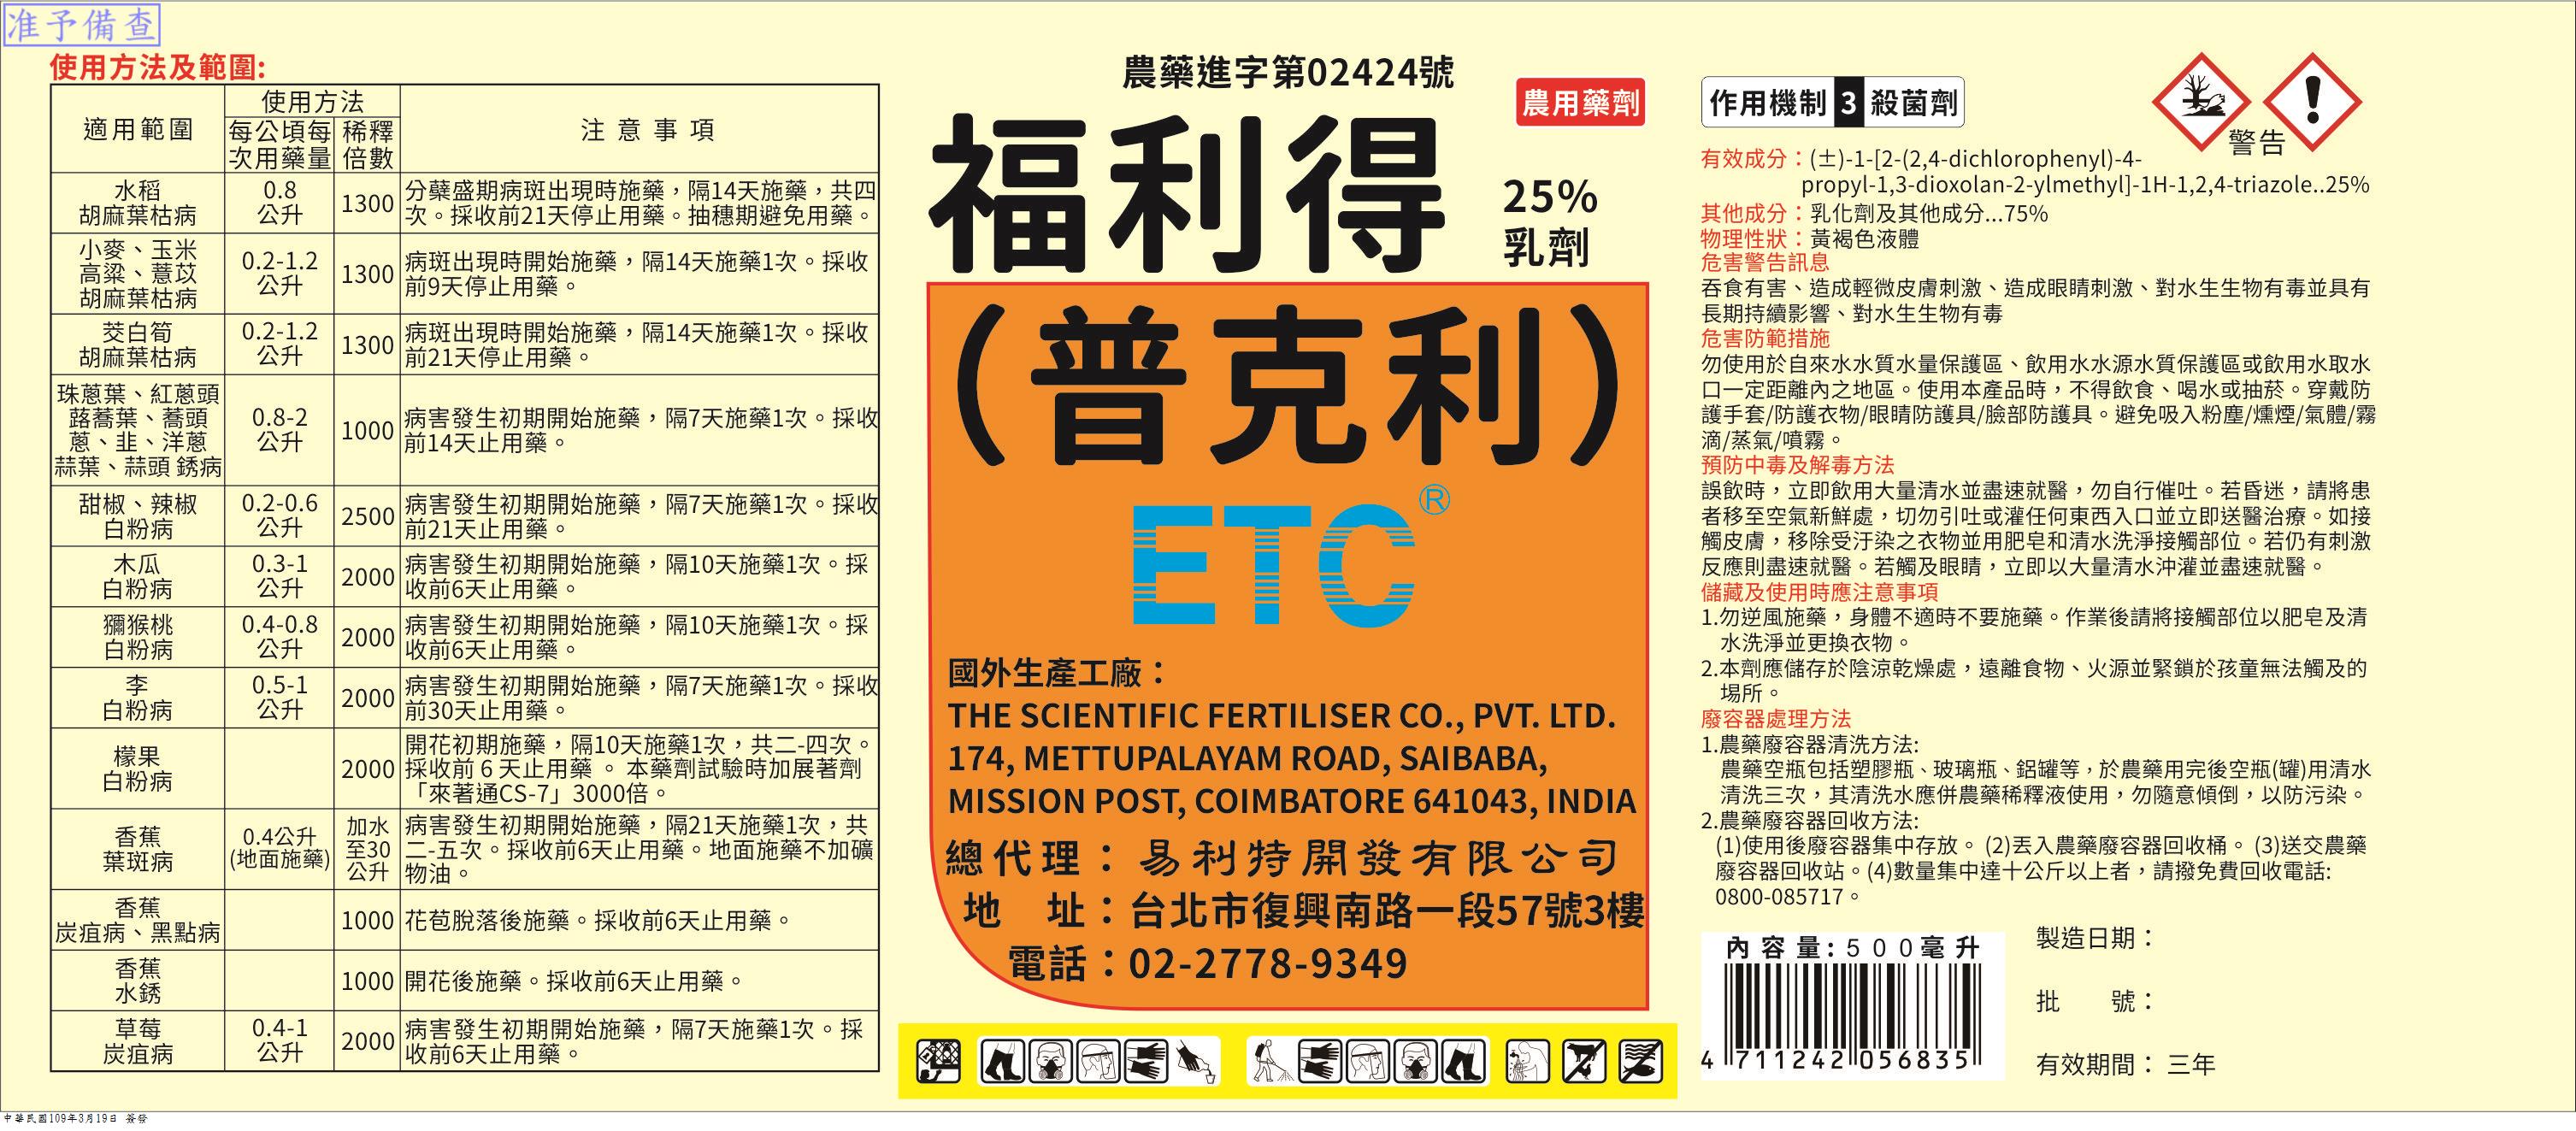 准予備查
使用方法及範圍:
適用範圍
使用方法
每公頃每
次用藥量
稀釋
倍數
注意事項
水稻
胡麻葉枯病
0.8
公升
1300
分蘗盛期病斑出現時施藥，隔14天施藥，共四
次。採收前21天停止用藥。抽穗期避免用藥。
小麥、玉米
高粱、薏苡
胡麻葉枯病
0.2-1.2
公升
1300
病斑出現時開始施藥，隔14天施藥1次。採收
前9天停止用藥。
茭白筍
胡麻葉枯病
0.2-1.2
公升
1300
病斑出現時開始施藥，隔14天施藥1次。採收
前21天停止用藥。
珠蔥葉、紅蔥頭
蕗蕎葉、蕎頭
蔥、韭、洋蔥
蒜葉、蒜頭 銹病
0.8-2
公升
1000
病害發生初期開始施藥，隔7天施藥1次。採收
前14天止用藥。
甜椒、辣椒
白粉病
0.2-0.6
公升
2500
病害發生初期開始施藥，隔7天施藥1次。採收
前21天止用藥。
木瓜
白粉病
0.3-1
公升
2000
病害發生初期開始施藥，隔10天施藥1次。採
收前6天止用藥。
獼猴桃
白粉病
0.4-0.8
公升
2000
病害發生初期開始施藥，隔10天施藥1次。採
收前6天止用藥。
李
白粉病
0.5-1
公升
2000
病害發生初期開始施藥，隔7天施藥1次。採收
前30天止用藥。
檬果
白粉病
2000
開花初期施藥，隔10天施藥1次，共二-四次。
採收前 6 天止用藥 。 本藥劑試驗時加展著劑
「來著通CS-7」3000倍。
香蕉
葉斑病
0.4公升
(地面施藥)
加水
至30
公升
病害發生初期開始施藥，隔21天施藥1次，共
二-五次。採收前6天止用藥。地面施藥不加礦
物油。
香蕉
炭疽病、黑點病
1000
花苞脫落後施藥。採收前6天止用藥。
香蕉
水銹
1000
開花後施藥。採收前6天止用藥。
草莓
炭疽病
0.4-1
公升
2000
病害發生初期開始施藥，隔7天施藥1次。採
收前6天止用藥。
農藥進字第02424號
農用藥劑
福利得
25%
乳劑
(普克利)
ETC®
國外生產工廠：
THE SCIENTIFIC FERTILISER CO., PVT. LTD.
174, METTUPALAYAM ROAD, SAIBABA,
MISSION POST, COIMBATORE 641043, INDIA
總代理：易利特開發有限公司
地　址：台北市復興南路一段57號3樓
電話：02-2778-9349
作用機制 3 殺菌劑
警告
有效成分：(±)-1-[2-(2,4-dichlorophenyl)-4-
propyl-1,3-dioxolan-2-ylmethyl]-1H-1,2,4-triazole..25%
其他成分：乳化劑及其他成分...75%
物理性狀：黃褐色液體
危害警告訊息
吞食有害、造成輕微皮膚刺激、造成眼睛刺激、對水生生物有毒並具有
長期持續影響、對水生生物有毒
危害防範措施
勿使用於自來水水質水量保護區、飲用水水源水質保護區或飲用水取水
口一定距離內之地區。使用本產品時，不得飲食、喝水或抽菸。穿戴防
護手套/防護衣物/眼睛防護具/臉部防護具。避免吸入粉塵/燻煙/氣體/霧
滴/蒸氣/噴霧。
預防中毒及解毒方法
誤飲時，立即飲用大量清水並盡速就醫，勿自行催吐。若昏迷，請將患
者移至空氣新鮮處，切勿引吐或灌任何東西入口並立即送醫治療。如接
觸皮膚，移除受汙染之衣物並用肥皂和清水洗淨接觸部位。若仍有刺激
反應則盡速就醫。若觸及眼睛，立即以大量清水沖灌並盡速就醫。
儲藏及使用時應注意事項
1.勿逆風施藥，身體不適時不要施藥。作業後請將接觸部位以肥皂及清
水洗淨並更換衣物。
2.本劑應儲存於陰涼乾燥處，遠離食物、火源並緊鎖於孩童無法觸及的
場所。
廢容器處理方法
1.農藥廢容器清洗方法:
農藥空瓶包括塑膠瓶、玻璃瓶、鋁罐等，於農藥用完後空瓶(罐)用清水
清洗三次，其清洗水應併農藥稀釋液使用，勿隨意傾倒，以防污染。
2.農藥廢容器回收方法:
(1)使用後廢容器集中存放。 (2)丟入農藥廢容器回收桶。 (3)送交農藥
廢容器回收站。(4)數量集中達十公斤以上者，請撥免費回收電話:
0800-085717。
內容量:500毫升
4 711242 056835
製造日期：
批　　號：
有效期間： 三年
中華民國109年3月19日 簽發